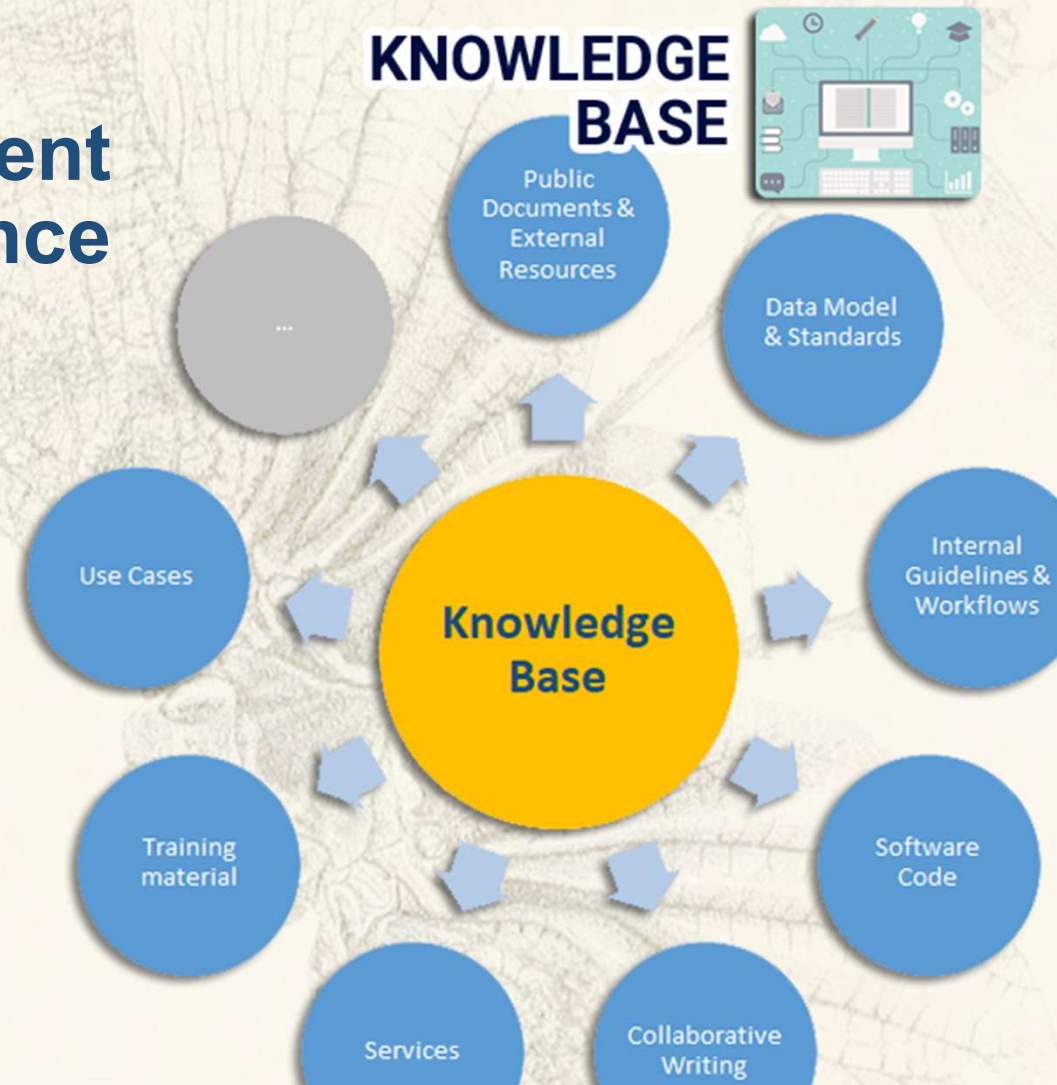 KNOWLEDGE
BASE
ent
nce
Public
Documents &
External
Resources
Data Model
& Standards
Internal
Guidelines &
Workflows
Software
Code
Collaborative
Writing
Services
Training
material
Use Cases
...
Knowledge
Base